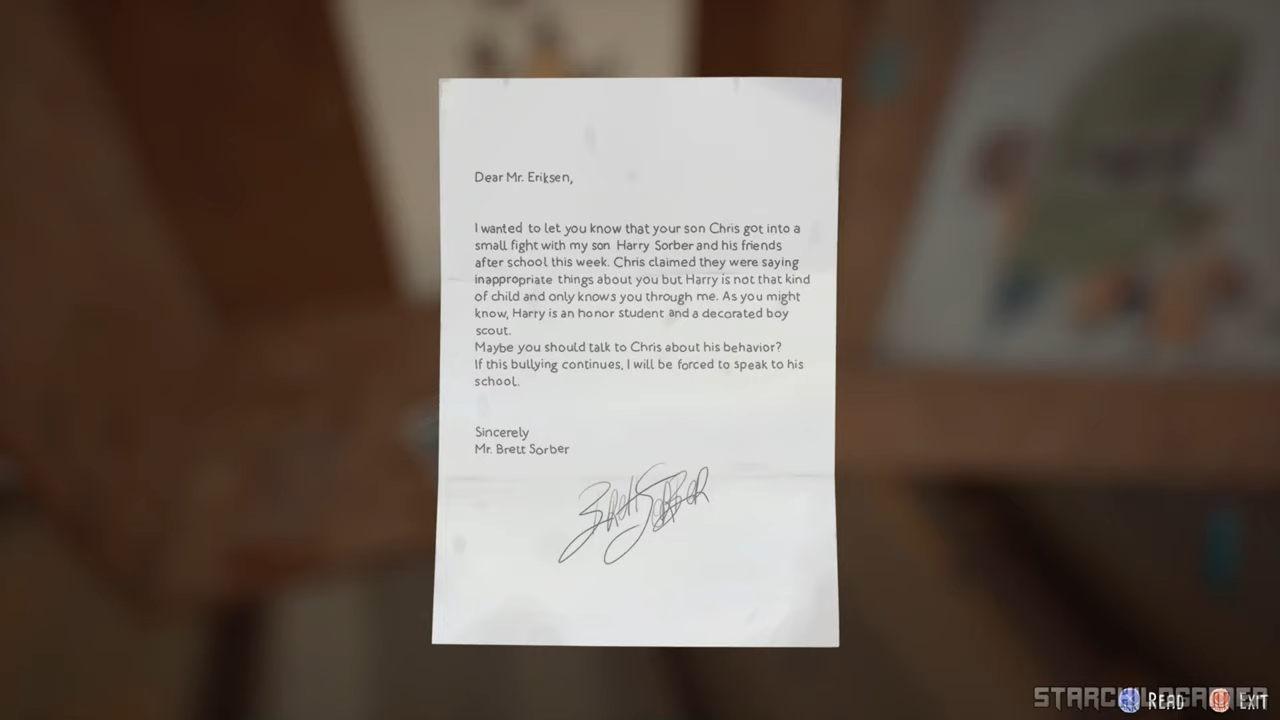 Dear Mr. Eriksen,
I wanted to let you know that your son Chris got into a
small fight with my son Harry Sorber and his friends
after school this week. Chris claimed they were saying
inappropriate things about you but Harry is not that kind
of child and only knows you through me. As you might
know, Harry is an honor student and a decorated boy
scout.
Maybe you should talk to Chris about his behavior?
If this bullying continues, I will be forced to speak to his
school.
Sincerely
Mr. Brett Sorber
Brett Sorber
STARCHILDGAMER
READ
EXIT